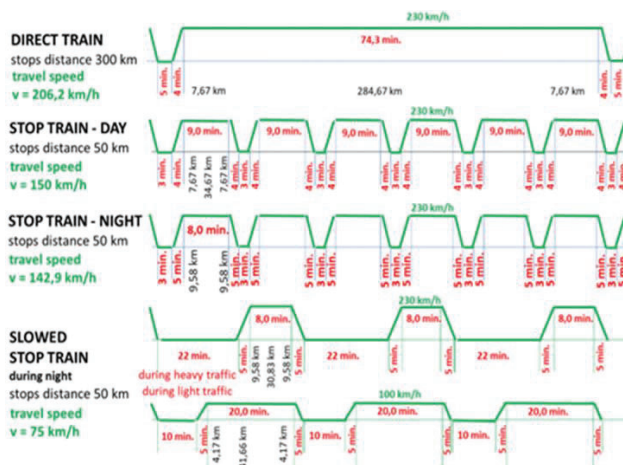 230 km/h
DIRECT TRAIN
stops distance 300 km
travel speed
v = 206,2 km/h
74,3 min.
5 min.
4 min.
7,67 km
284,67 km
7,67 km
4 min.
5 min.
230 km/h
STOP TRAIN - DAY
stops distance 50 km
travel speed
v = 150 km/h
9,0 min.
9,0 min.
9,0 min.
9,0 min.
9,0 min.
9,0 min.
3 min.
4 min.
7,67 km
34,67 km
7,67 km
4 min.
3 min.
4 min.
4 min.
3 min.
4 min.
4 min.
3 min.
4 min.
4 min.
3 min.
4 min.
4 min.
3 min.
4 min.
4 min.
3 min.
230 km/h
STOP TRAIN - NIGHT
stops distance 50 km
travel speed
v = 142,9 km/h
8,0 min.
3 min.
5 min.
9,58 km
9,58 km
5 min.
3 min.
5 min.
5 min.
3 min.
5 min.
5 min.
3 min.
5 min.
5 min.
3 min.
5 min.
5 min.
3 min.
5 min.
5 min.
3 min.
230 km/h
SLOWED
STOP TRAIN
during night
stops distance 50 km
travel speed
v = 75 km/h
8,0 min.
8,0 min.
8,0 min.
22 min.
22 min.
22 min.
5 min.
9,58 km
30,83 km
9,58 km
5 min.
5 min.
5 min.
5 min.
5 min.
during heavy traffic
during light traffic
100 km/h
20,0 min.
20,0 min.
20,0 min.
10 min.
10 min.
10 min.
5 min.
4,17 km
4,17 km
5 min.
5 min.
5 min.
5 min.
5 min.